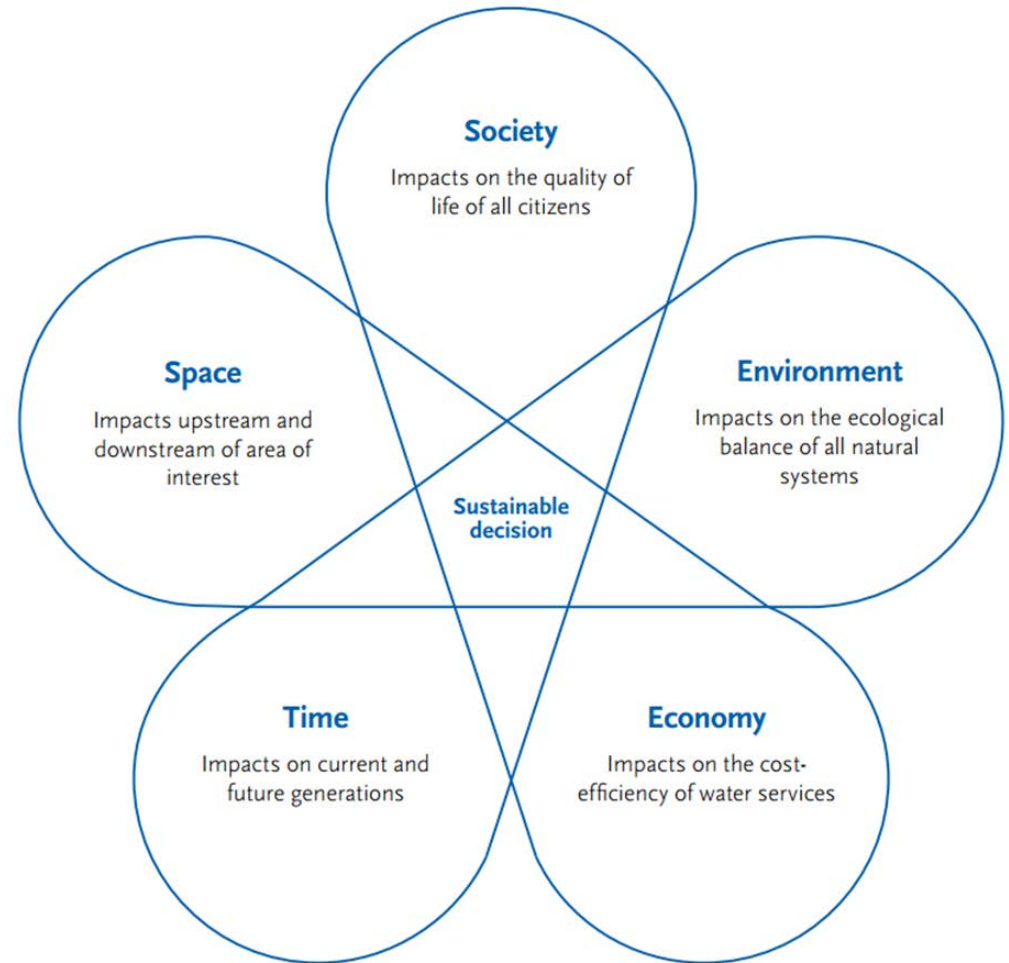 Society
Impacts on the quality of
life of all citizens
Space
Impacts upstream and
downstream of area of
interest
Environment
Impacts on the ecological
balance of all natural
systems
Sustainable
decision
Time
Impacts on current and
future generations
Economy
Impacts on the cost-
efficiency of water services